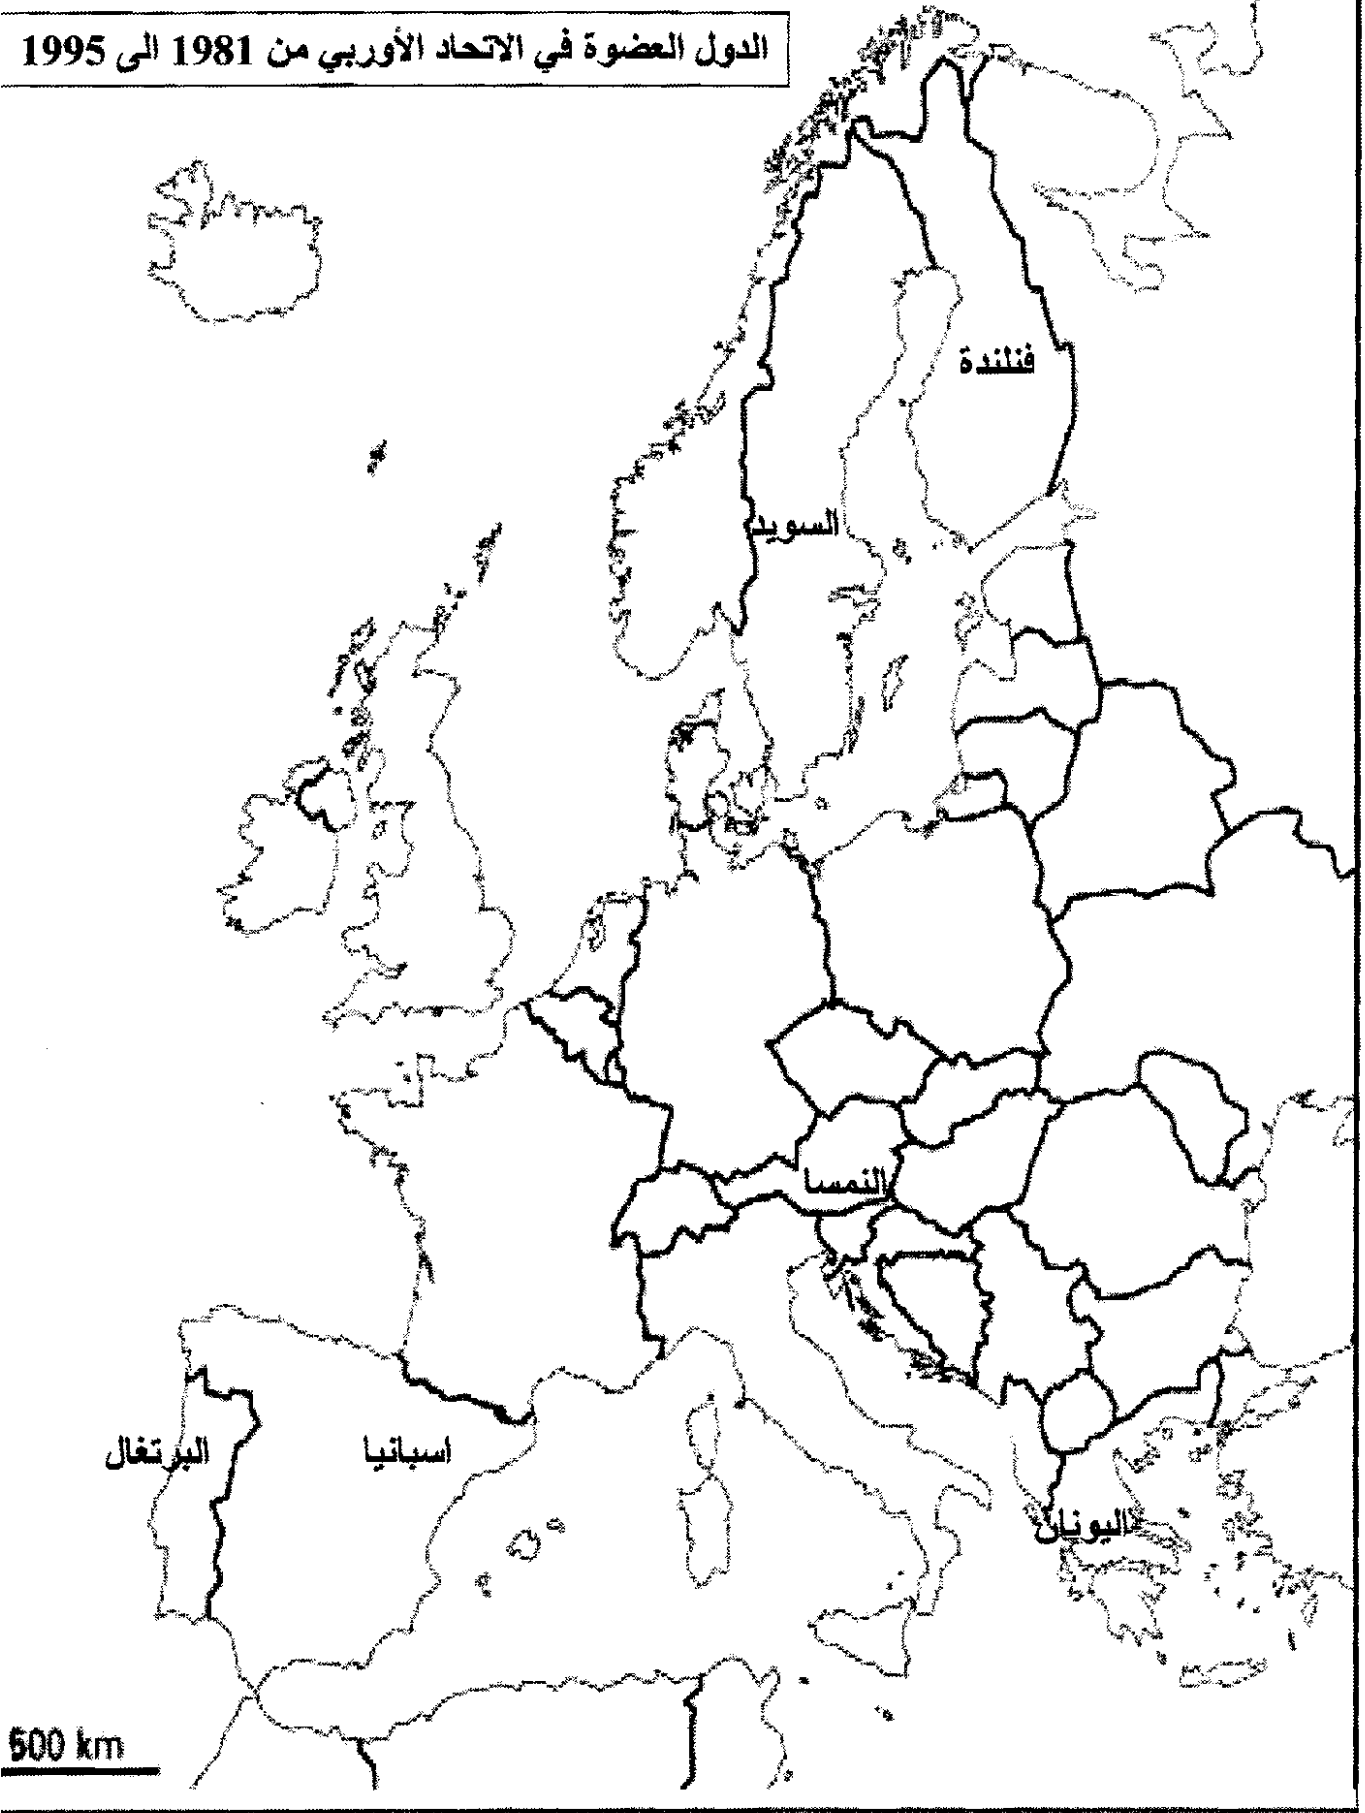 الدول العضوة في الاتحاد الأوربي من 1981 الى 1995
فنلندة
السويد
النمسا
البرتغال
اسبانيا
اليونان
500 km